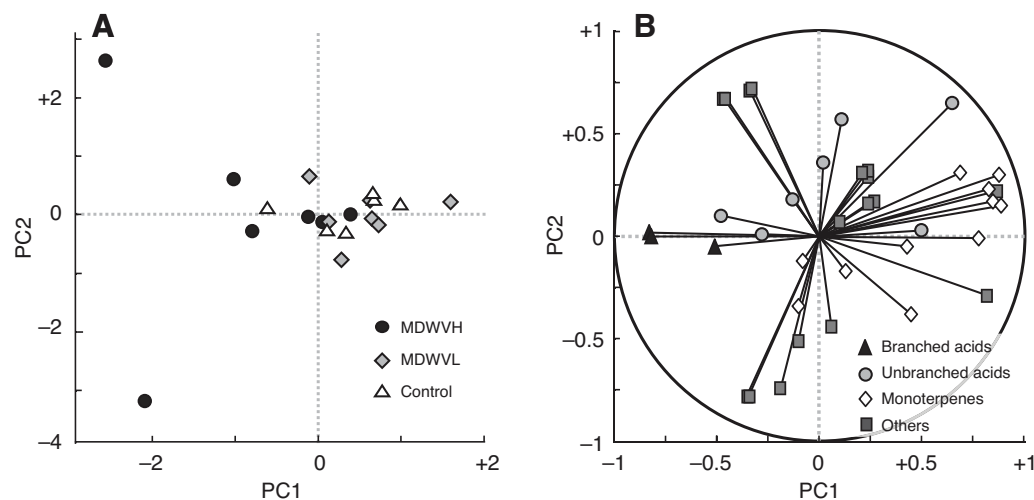 A
PC2
+2
0
−2
−4
−2
0
+2
PC1
MDWVH
MDWVL
Control
B
PC2
+1
+0.5
0
−0.5
−1
−1
−0.5
0
+0.5
+1
PC1
Branched acids
Unbranched acids
Monoterpenes
Others